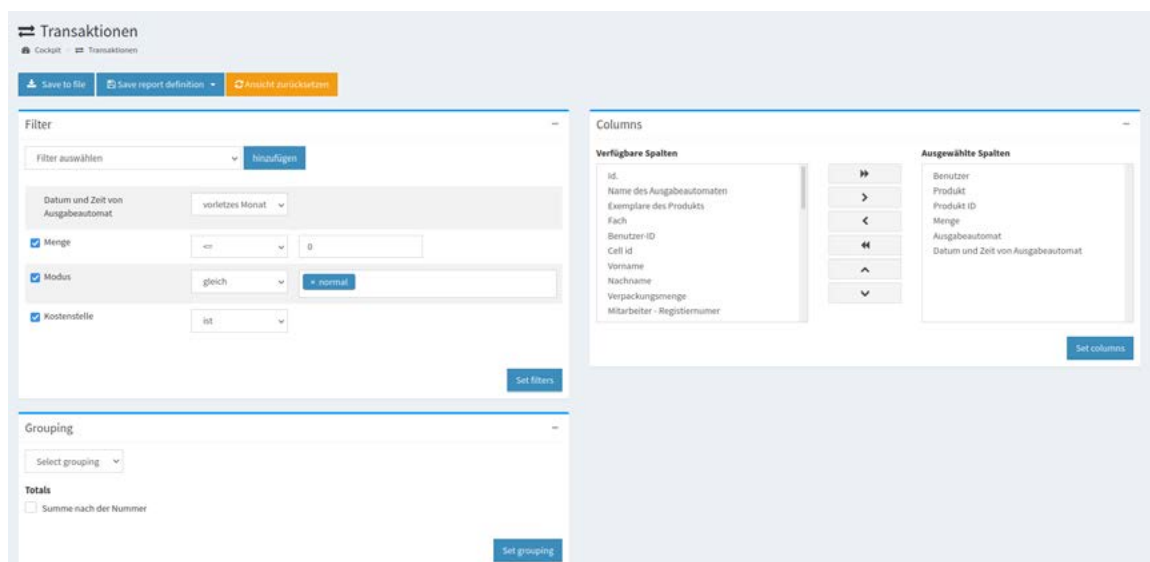 Transaktionen
Cockpit Transaktionen
Save to file Save report definition Ansicht zurücksetzen
Filter
Filter auswählen hinzufügen
Datum und Zeit von
Ausgabeautomat
vorletzes Monat
Menge <= 0
Modus gleich × normal
Kostenstelle ist
Set filters
Grouping
Select grouping
Totals
Summe nach der Nummer
Set grouping
Columns
Verfügbare Spalten
Id.
Name des Ausgabeautomaten
Exemplare des Produkts
Fach
Benutzer-ID
Cell id
Vorname
Nachname
Verpackungsmenge
Mitarbeiter - Registiernumer
Ausgewählte Spalten
Benutzer
Produkt
Produkt ID
Menge
Ausgabeautomat
Datum und Zeit von Ausgabeautomat
Set columns